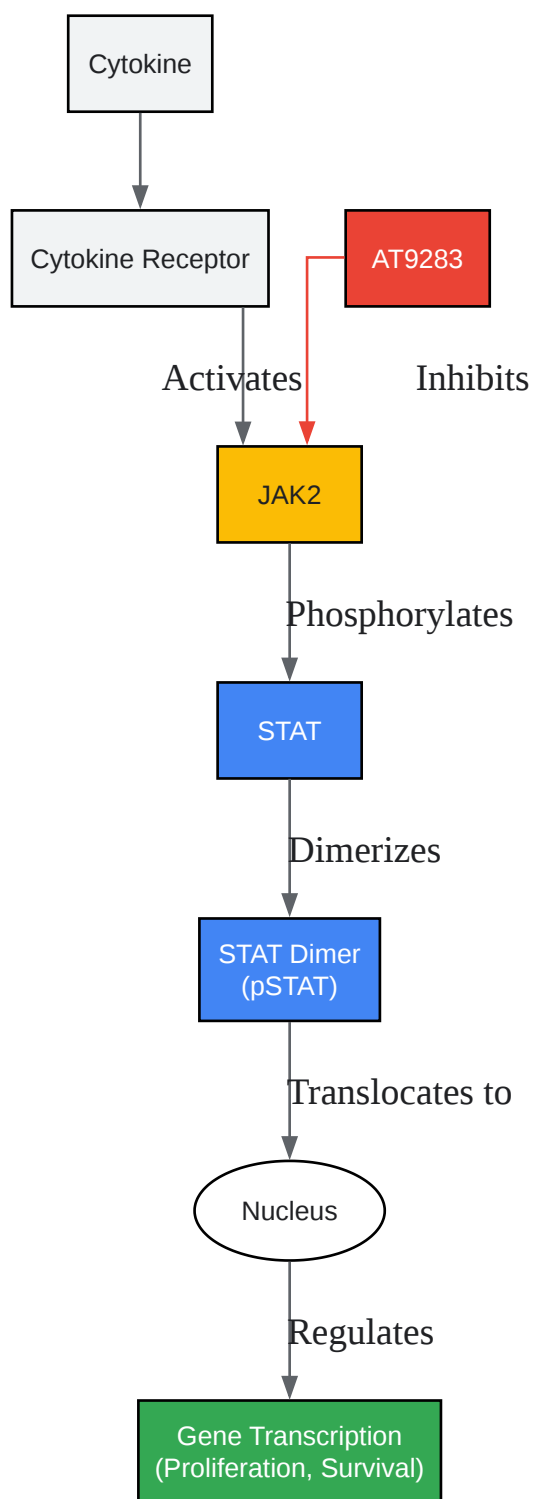 Cytokine
Cytokine Receptor
AT9283
Activates
Inhibits
JAK2
Phosphorylates
STAT
Dimerizes
STAT Dimer
(pSTAT)
Translocates to
Nucleus
Regulates
Gene Transcription
(Proliferation, Survival)